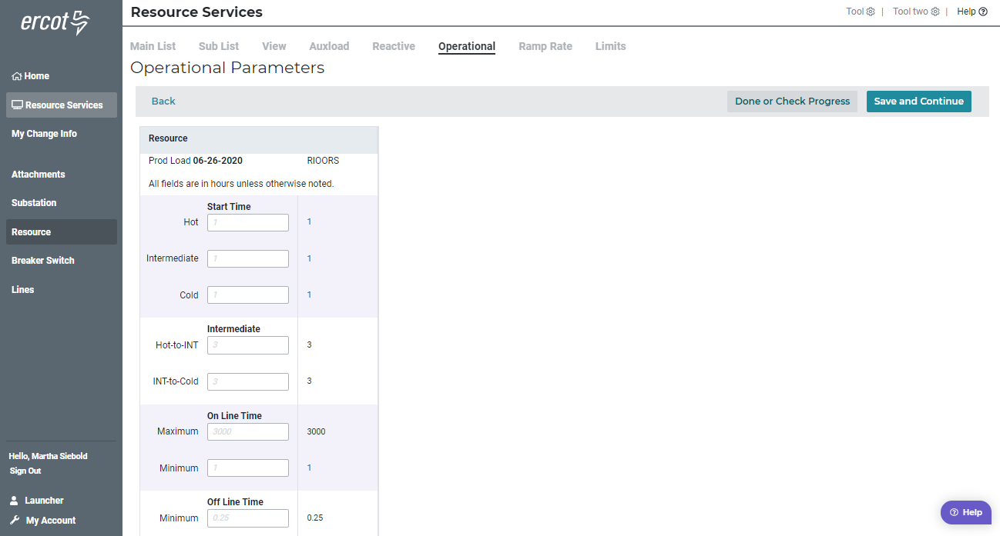 ercot
Resource Services
Tool | Tool two | Help
Main List Sub List View Auxload Reactive Operational Ramp Rate Limits
Operational Parameters
Back Done or Check Progress Save and Continue
Home
Resource Services
My Change Info
Attachments
Substation
Resource
Breaker Switch
Lines
Hello, Martha Siebold
Sign Out
Launcher
My Account
Resource
Prod Load 06-26-2020 RIOORS
All fields are in hours unless otherwise noted.
Start Time
Hot 1 1
Intermediate 1 1
Cold 1 1
Intermediate
Hot-to-INT 3 3
INT-to-Cold 3 3
On Line Time
Maximum 3000 3000
Minimum 1 1
Off Line Time
Minimum 0.25 0.25
Help